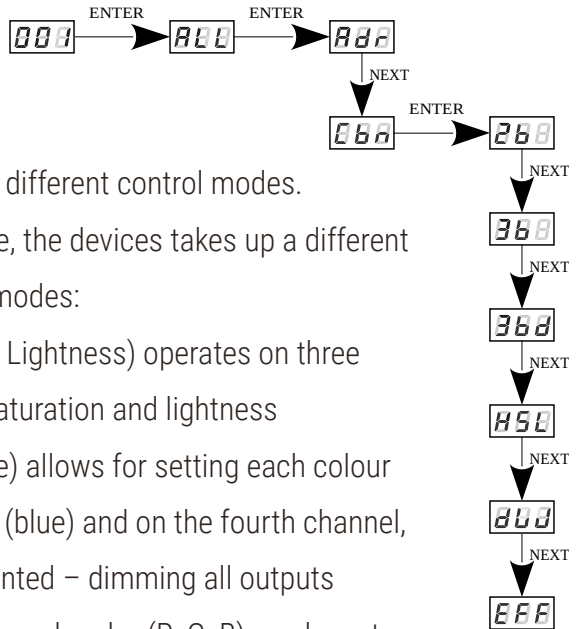 ENTER ENTER
001 ALL Adr
NEXT
ENTER
Cbn 2b
NEXT
different control modes.
3b
e, the devices takes up a different
NEXT
modes:
3bd
Lightness) operates on three
NEXT
aturation and lightness
HSL
e) allows for setting each colour
NEXT
(blue) and on the fourth channel,
dUd
nted – dimming all outputs
NEXT
EFF
(R, G, B)